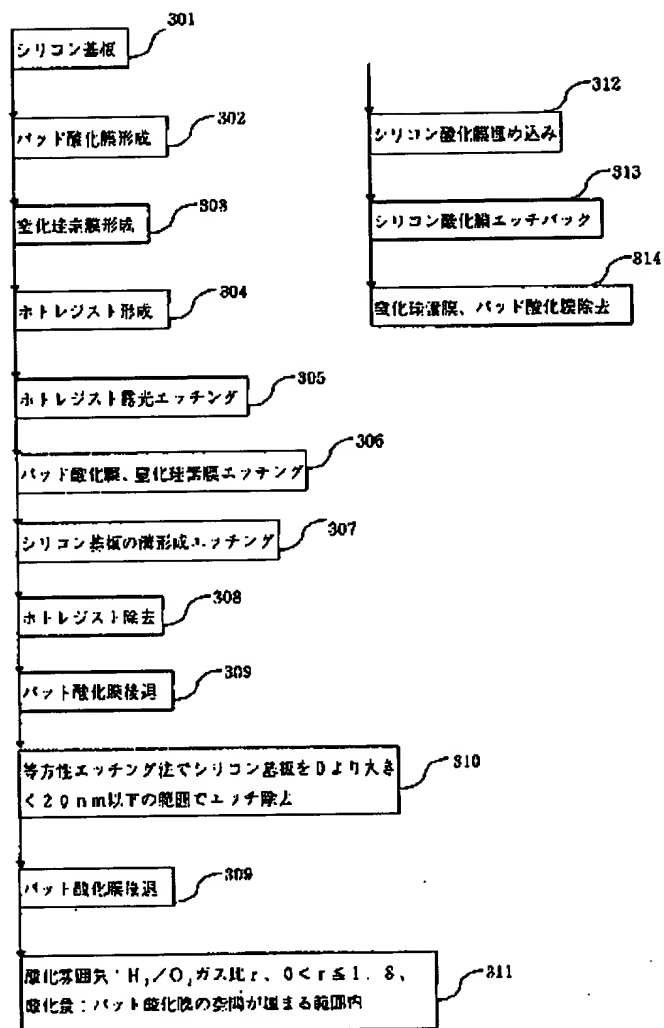 301
シリコン基板
302
パッド酸化膜形成
303
窒化珪素膜形成
304
ホトレジスト形成
305
ホトレジスト露光エッチング
306
パッド酸化膜、窒化珪素膜エッチング
307
シリコン基板の溝形成エッチング
308
ホトレジスト除去
309
パット酸化膜後退
310
等方性エッチング法でシリコン基板を0より大き
く20nm以下の範囲でエッチ除去
309
パット酸化膜後退
311
酸化雰囲気:H₂/O₂ガス比r、0<r≦1.8、
酸化量:パット酸化膜の空間が埋まる範囲内
312
シリコン酸化膜埋め込み
313
シリコン酸化膜エッチバック
314
窒化珪素膜、パッド酸化膜除去